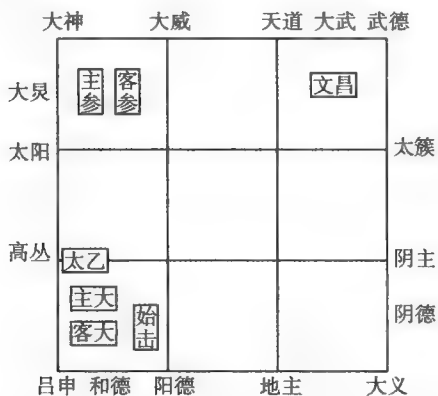 大神 大威 天道 大武 武德
大炅 主参 客参 文昌
太阳 太簇
高丛 太乙 阴主
主大 始击 阴德
客大
吕申 和德 阳德 地主 大义